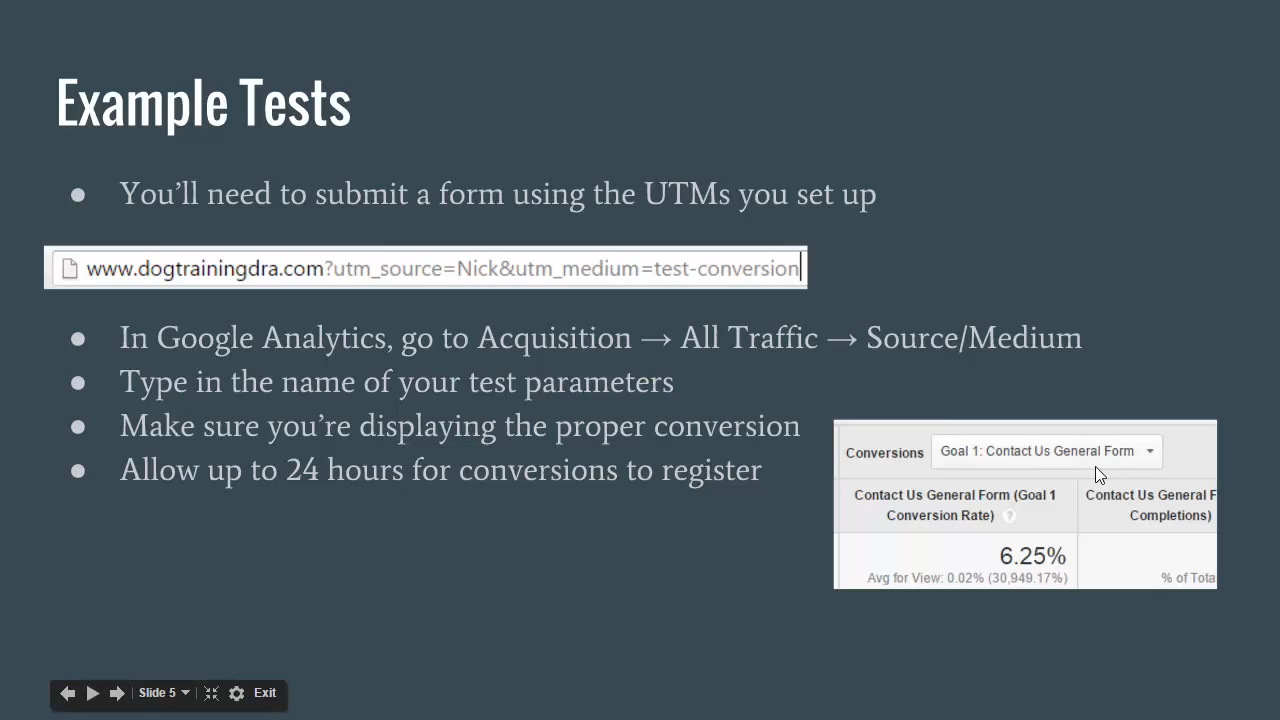 Example Tests
● You’ll need to submit a form using the UTMs you set up
www.dogtrainingdra.com?utm_source=Nick&utm_medium=test-conversion
● In Google Analytics, go to Acquisition → All Traffic → Source/Medium
● Type in the name of your test parameters
● Make sure you’re displaying the proper conversion
● Allow up to 24 hours for conversions to register
Conversions Goal 1: Contact Us General Form
Contact Us General Form (Goal 1
Conversion Rate) ?
Contact Us General F
Completions)
6.25%
Avg for View: 0.02% (30,949.17%)
% of Tota
Slide 5 Exit